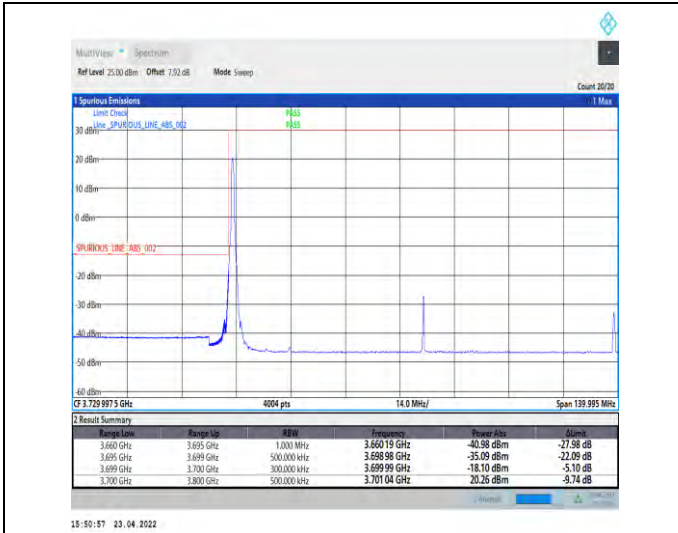 MultiView Spectrum
Ref Level 25.00 dBm Offset 7.92 dB Mode Sweep
Count 20/20
1 Spurious Emissions 1 Max
Limit Check PASS
Line _SPURIOUS_LINE_ABS_002 PASS
30 dBm
20 dBm
10 dBm
0 dBm
SPURIOUS_LINE_ABS_002
-20 dBm
-30 dBm
-40 dBm
-50 dBm
-60 dBm
CF 3.729 997 5 GHz 4004 pts 14.0 MHz/ Span 139.995 MHz
2 Result Summary
Range Low Range Up RBW Frequency Power Abs ΔLimit
3.660 GHz 3.695 GHz 1.000 MHz 3.660 19 GHz -40.98 dBm -27.98 dB
3.695 GHz 3.699 GHz 500.000 kHz 3.698 98 GHz -35.09 dBm -22.09 dB
3.699 GHz 3.700 GHz 300.000 kHz 3.699 99 GHz -18.10 dBm -5.10 dB
3.700 GHz 3.800 GHz 500.000 kHz 3.701 04 GHz 20.26 dBm -9.74 dB
15:50:57 23.04.2022